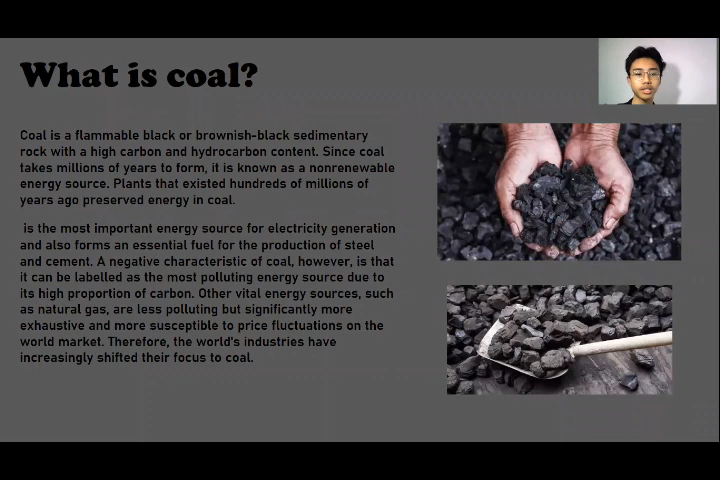 What is coal?
Coal is a flammable black or brownish-black sedimentary
rock with a high carbon and hydrocarbon content. Since coal
takes millions of years to form, it is known as a nonrenewable
energy source. Plants that existed hundreds of millions of
years ago preserved energy in coal.
is the most important energy source for electricity generation
and also forms an essential fuel for the production of steel
and cement. A negative characteristic of coal, however, is that
it can be labelled as the most polluting energy source due to
its high proportion of carbon. Other vital energy sources, such
as natural gas, are less polluting but significantly more
exhaustive and more susceptible to price fluctuations on the
world market. Therefore, the world's industries have
increasingly shifted their focus to coal.